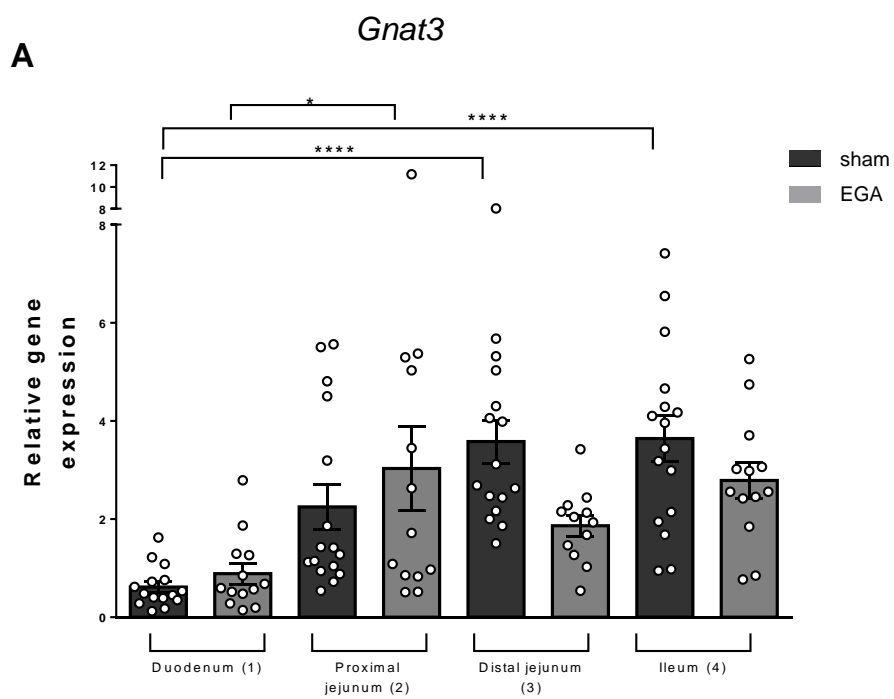 Gnat3
A
*
****
****
sham
EGA
12
10
8
8
6
4
2
0
Relative gene
expression
Duodenum (1)
Proximal
jejunum (2)
Distal jejunum
(3)
Ileum (4)